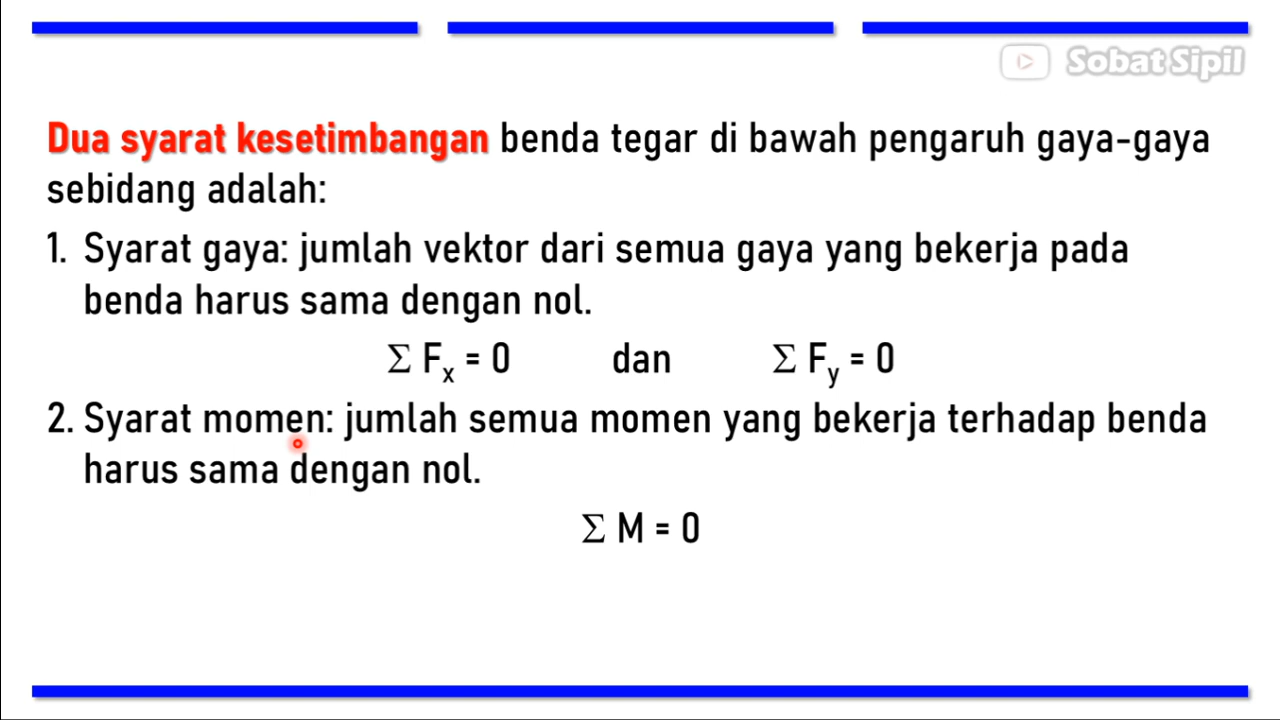 Sobat Sipil
Dua syarat kesetimbangan benda tegar di bawah pengaruh gaya-gaya
sebidang adalah:
1. Syarat gaya: jumlah vektor dari semua gaya yang bekerja pada
benda harus sama dengan nol.
Σ Fₓ = 0 dan Σ Fy = 0
2. Syarat momen: jumlah semua momen yang bekerja terhadap benda
harus sama dengan nol.
Σ M = 0